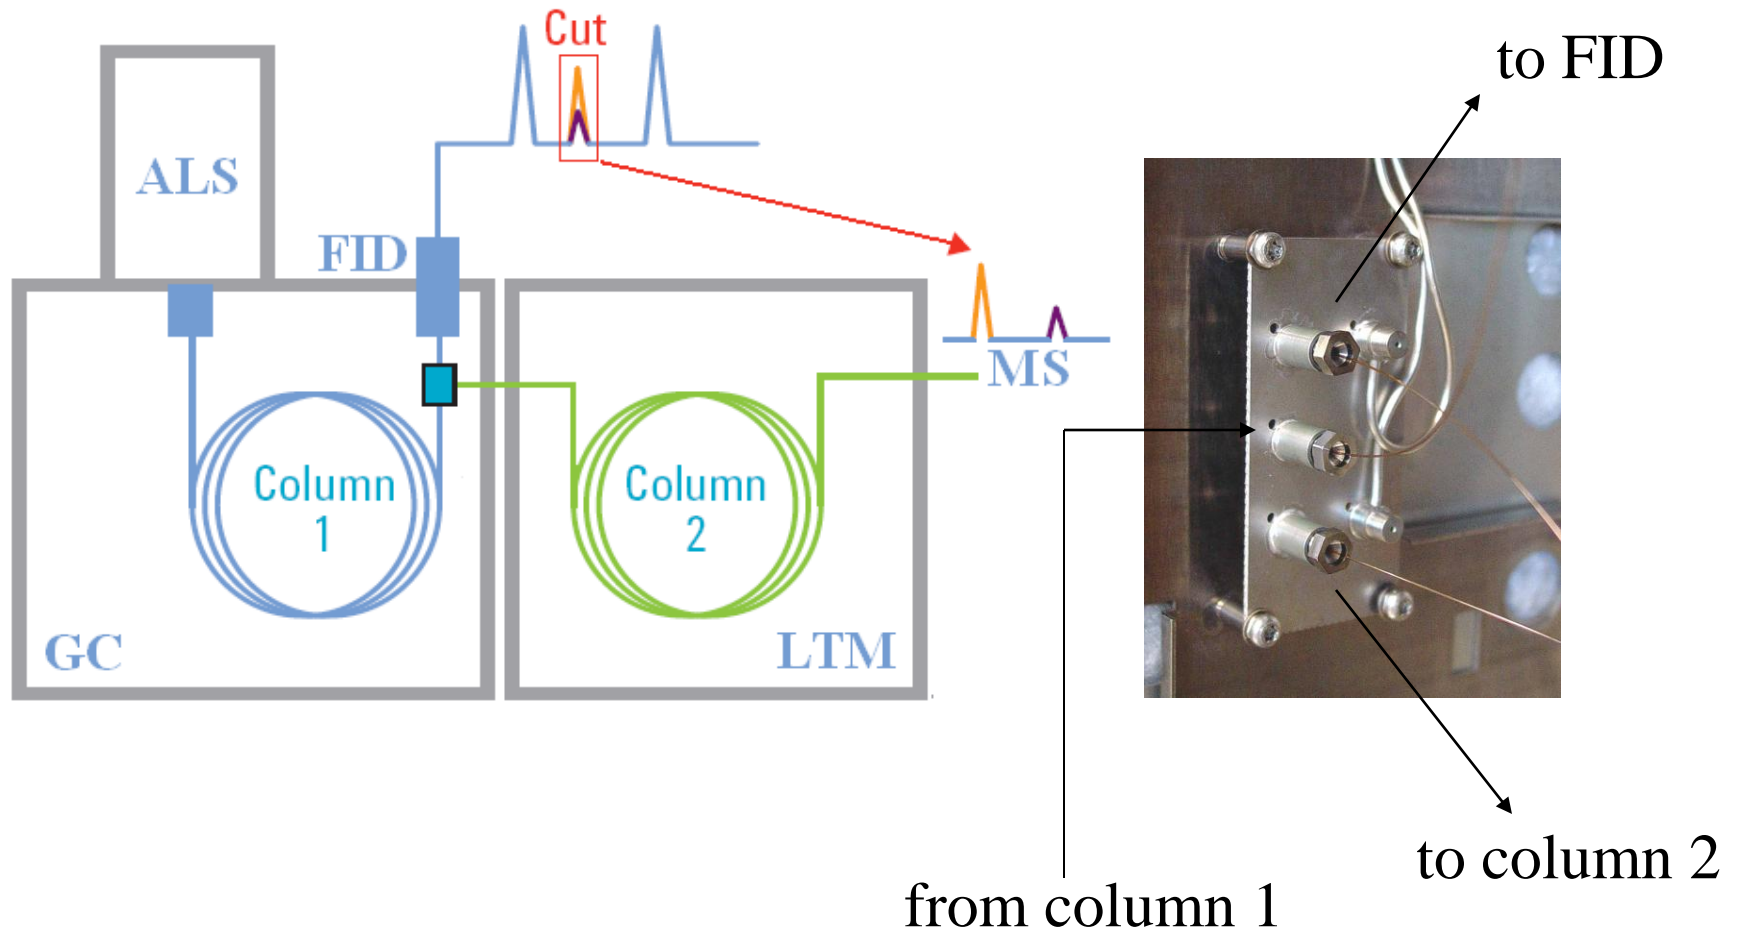 Cut
to FID
ALS
FID
MS
Column
1
Column
2
GC
LTM
to column 2
from column 1